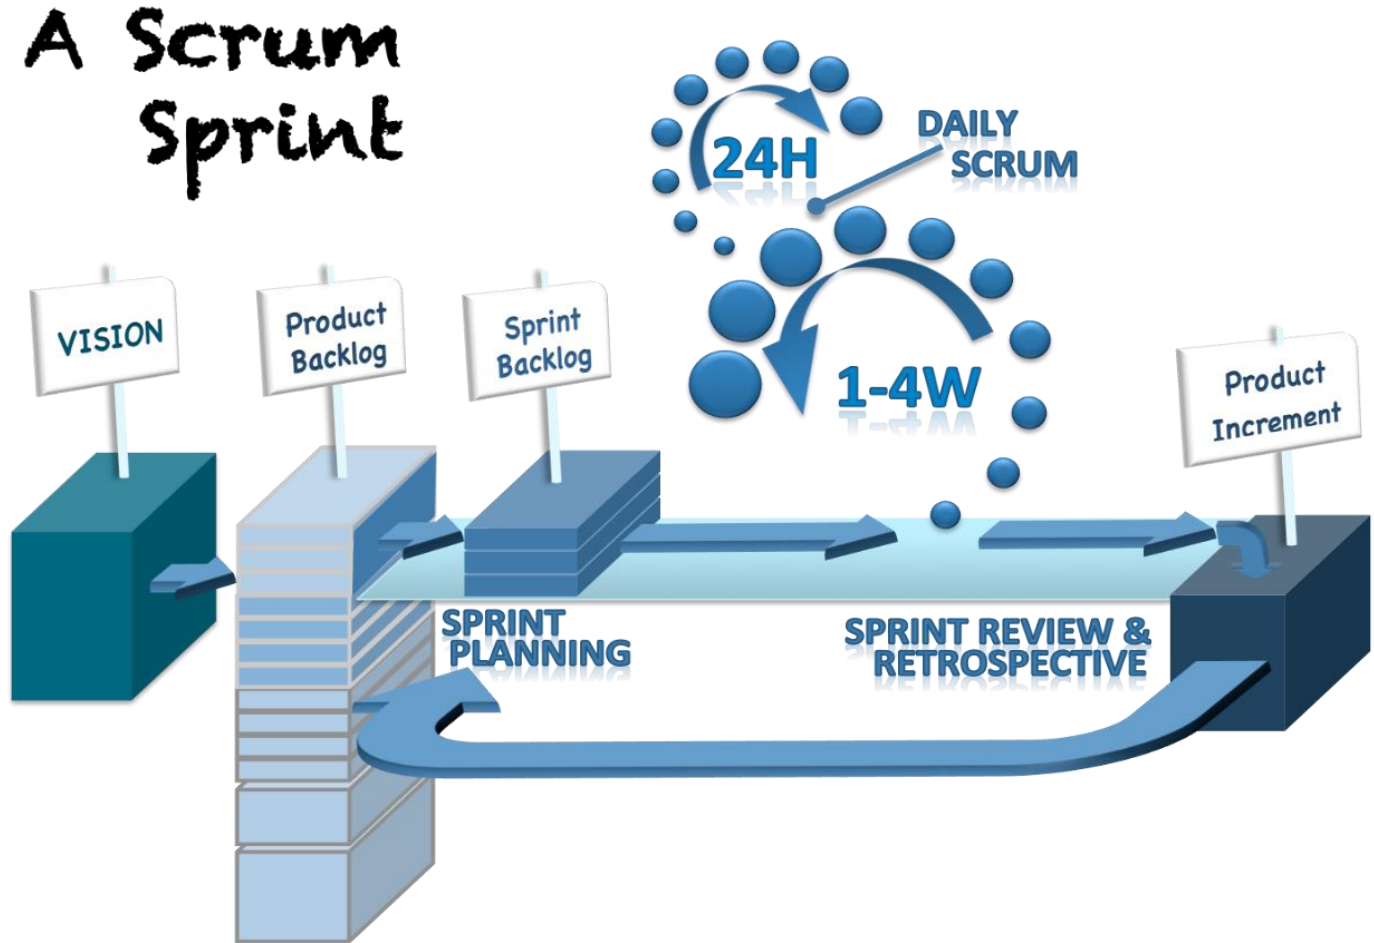 A Scrum
Sprint
24H
DAILY
SCRUM
VISION
Product
Backlog
Sprint
Backlog
1-4W
Product
Increment
SPRINT
PLANNING
SPRINT REVIEW &
RETROSPECTIVE